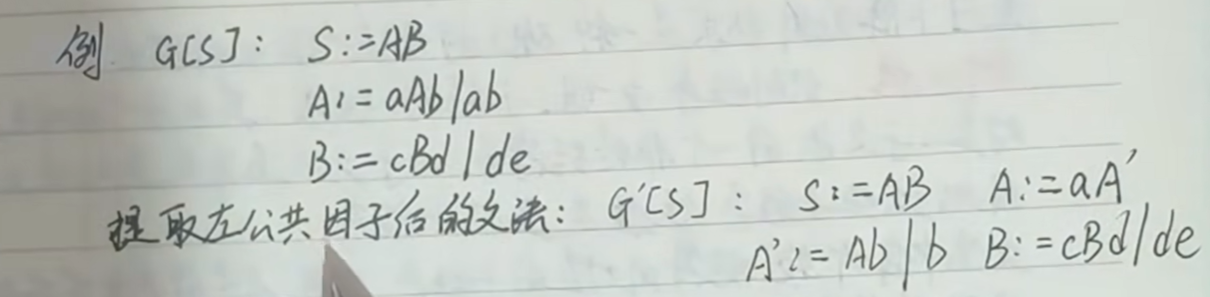 例. G[S]: S:=AB
A:=aAb/ab
B:=cBd/de
提取左公共因子后的文法: G'[S]: S:=AB A:=aA'
A':=Ab/b B:=cBd/de